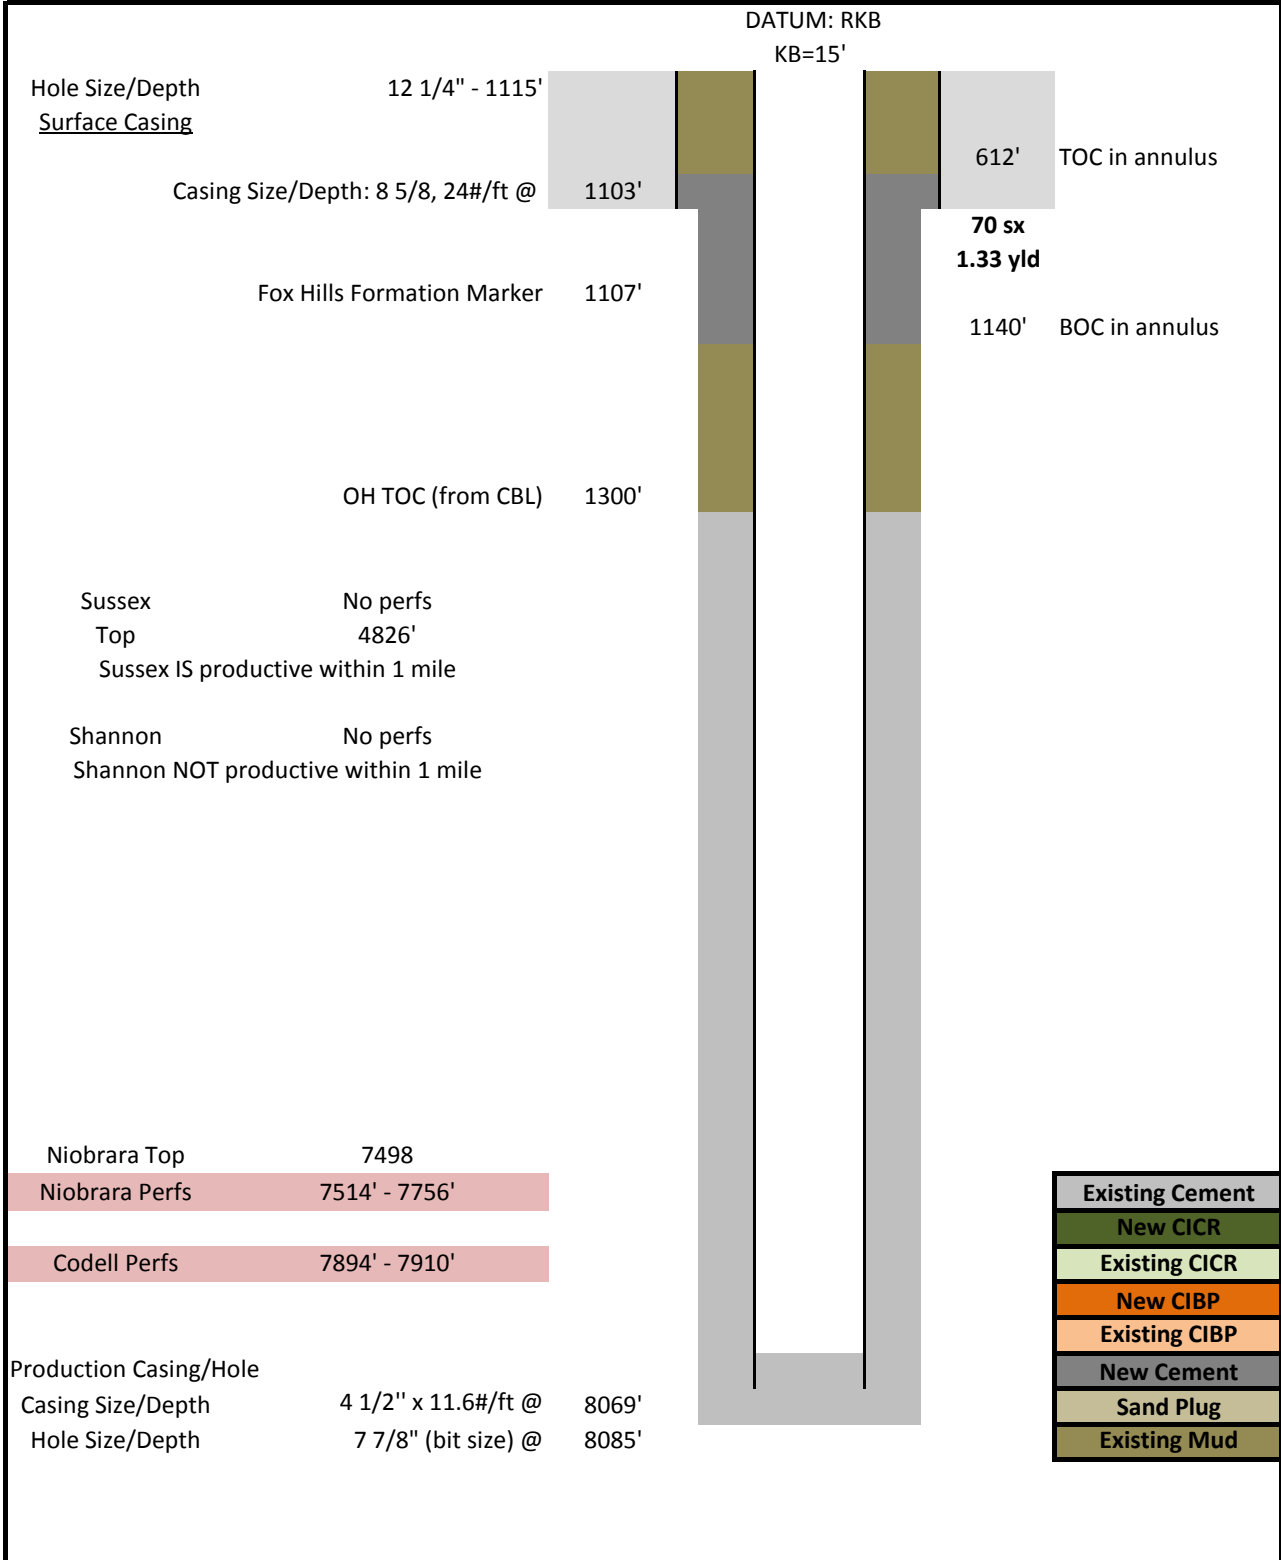 DATUM: RKB
KB=15'
Hole Size/Depth 12 1/4" - 1115'
Surface Casing
612' TOC in annulus
Casing Size/Depth: 8 5/8, 24#/ft @ 1103'
70 sx
1.33 yld
Fox Hills Formation Marker 1107'
1140' BOC in annulus
OH TOC (from CBL) 1300'
Sussex No perfs
Top 4826'
Sussex IS productive within 1 mile
Shannon No perfs
Shannon NOT productive within 1 mile
Niobrara Top 7498
Niobrara Perfs 7514' - 7756'
Codell Perfs 7894' - 7910'
Production Casing/Hole
Casing Size/Depth 4 1/2'' x 11.6#/ft @ 8069'
Hole Size/Depth 7 7/8" (bit size) @ 8085'
Existing Cement
New CICR
Existing CICR
New CIBP
Existing CIBP
New Cement
Sand Plug
Existing Mud